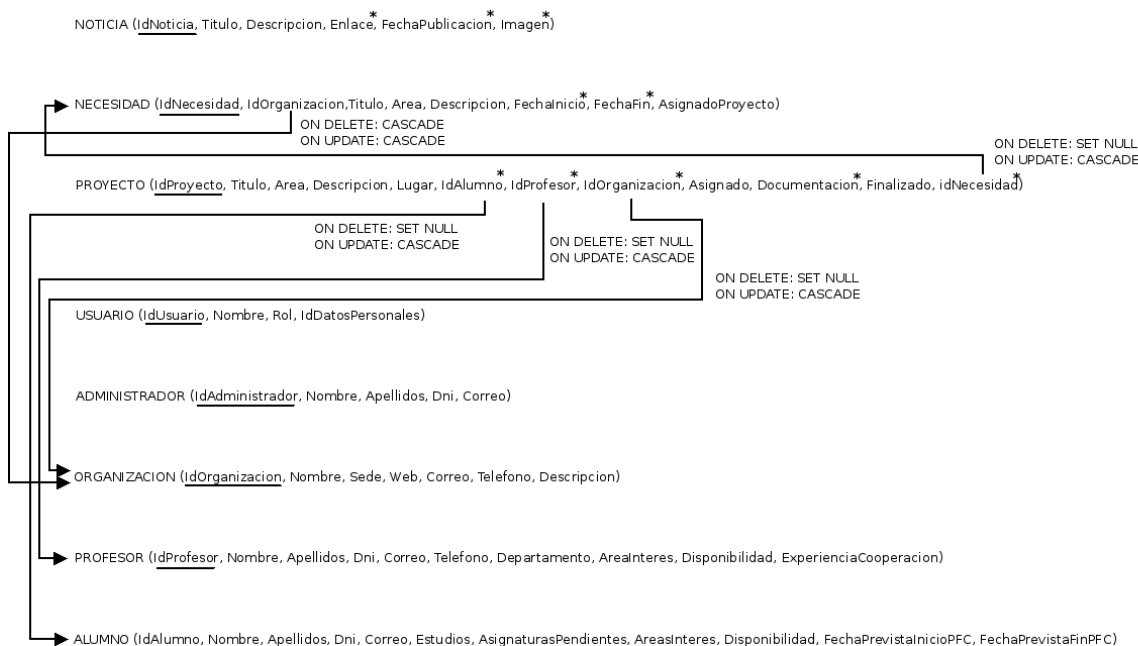 NOTICIA (IdNoticia, Titulo, Descripcion, Enlace*, FechaPublicacion*, Imagen*)
NECESIDAD (IdNecesidad, IdOrganizacion,Titulo, Area, Descripcion, FechaInicio*, FechaFin*, AsignadoProyecto)
ON DELETE: CASCADE
ON UPDATE: CASCADE
ON DELETE: SET NULL
ON UPDATE: CASCADE
PROYECTO (IdProyecto, Titulo, Area, Descripcion, Lugar, IdAlumno*, IdProfesor*, IdOrganizacion*, Asignado, Documentacion*, Finalizado, idNecesidad*)
ON DELETE: SET NULL
ON UPDATE: CASCADE
ON DELETE: SET NULL
ON UPDATE: CASCADE
ON DELETE: SET NULL
ON UPDATE: CASCADE
USUARIO (IdUsuario, Nombre, Rol, IdDatosPersonales)
ADMINISTRADOR (IdAdministrador, Nombre, Apellidos, Dni, Correo)
ORGANIZACION (IdOrganizacion, Nombre, Sede, Web, Correo, Telefono, Descripcion)
PROFESOR (IdProfesor, Nombre, Apellidos, Dni, Correo, Telefono, Departamento, AreaInteres, Disponibilidad, ExperienciaCooperacion)
ALUMNO (IdAlumno, Nombre, Apellidos, Dni, Correo, Estudios, AsignaturasPendientes, AreasInteres, Disponibilidad, FechaPrevistaInicioPFC, FechaPrevistaFinPFC)